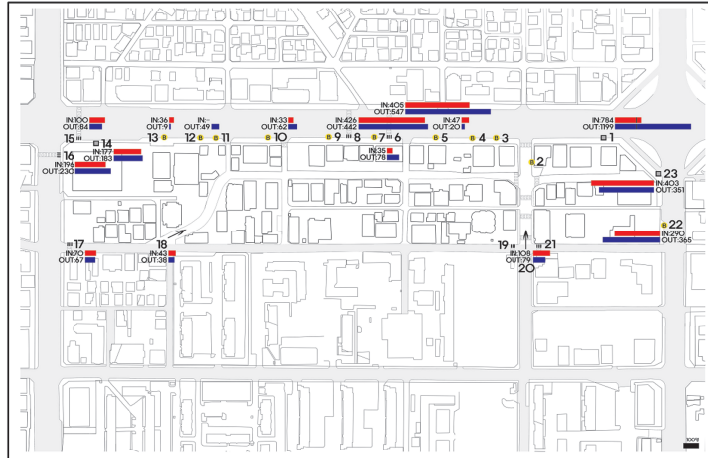 IN:405
OUT:547
IN:100
OUT:84
IN:36
OUT:9
IN:-
OUT:49
IN:33
OUT:62
IN:426
OUT:442
IN:47
OUT:20
IN:784
OUT:1199
15
14
13 B
12 B
B 11
B 10
B 9
8
B 7
6
B 5
B 4
B 3
1
16
IN:177
OUT:183
IN:196
OUT:230
IN:35
OUT:78
B 2
23
IN:403
OUT:351
22
B
IN:290
OUT:365
17
IN:70
OUT:67
18
IN:43
OUT:38
19
21
IN:108
OUT:79
20